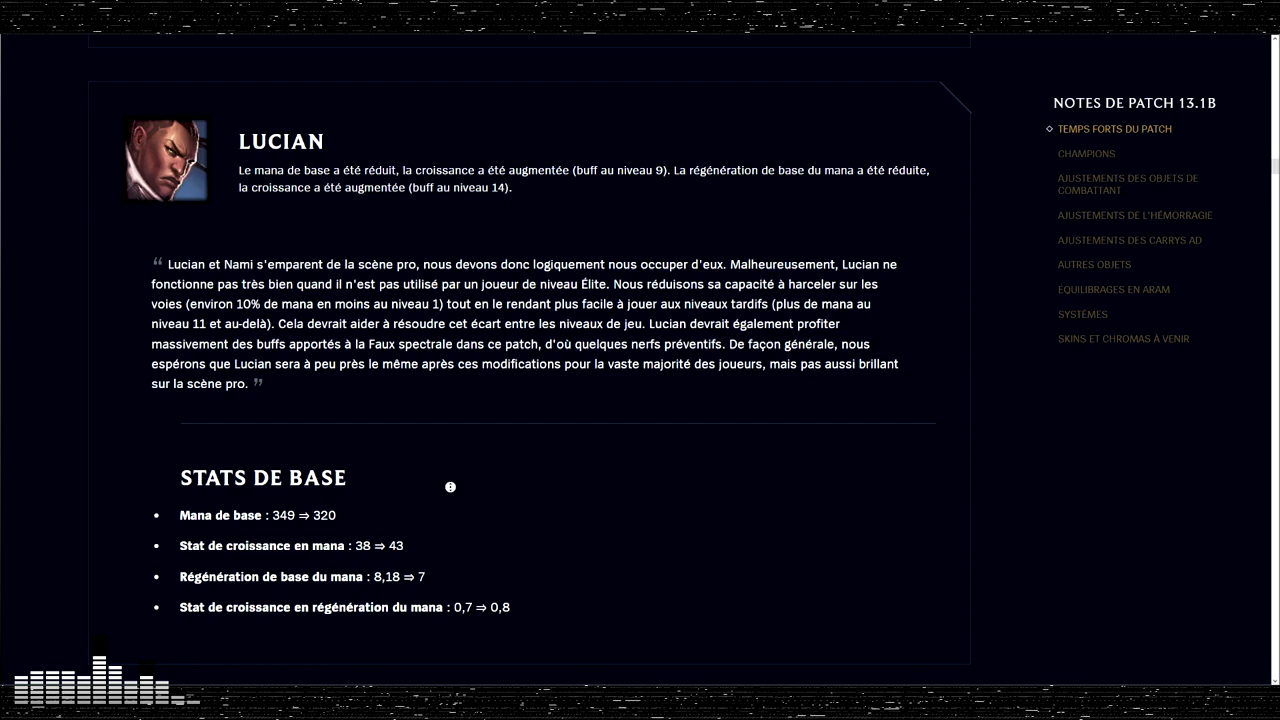 LUCIAN
Le mana de base a été réduit, la croissance a été augmentée (buff au niveau 9). La régénération de base du mana a été réduite,
la croissance a été augmentée (buff au niveau 14).
“ Lucian et Nami s'emparent de la scène pro, nous devons donc logiquement nous occuper d'eux. Malheureusement, Lucian ne
fonctionne pas très bien quand il n'est pas utilisé par un joueur de niveau Élite. Nous réduisons sa capacité à harceler sur les
voies (environ 10% de mana en moins au niveau 1) tout en le rendant plus facile à jouer aux niveaux tardifs (plus de mana au
niveau 11 et au-delà). Cela devrait aider à résoudre cet écart entre les niveaux de jeu. Lucian devrait également profiter
massivement des buffs apportés à la Faux spectrale dans ce patch, d'où quelques nerfs préventifs. De façon générale, nous
espérons que Lucian sera à peu près le même après ces modifications pour la vaste majorité des joueurs, mais pas aussi brillant
sur la scène pro. ”
STATS DE BASE
• Mana de base : 349 ⇒ 320
• Stat de croissance en mana : 38 ⇒ 43
• Régénération de base du mana : 8,18 ⇒ 7
• Stat de croissance en régénération du mana : 0,7 ⇒ 0,8
NOTES DE PATCH 13.1B
TEMPS FORTS DU PATCH
CHAMPIONS
AJUSTEMENTS DES OBJETS DE
COMBATTANT
AJUSTEMENTS DE L'HÉMORRAGIE
AJUSTEMENTS DES CARRYS AD
AUTRES OBJETS
ÉQUILIBRAGES EN ARAM
SYSTÈMES
SKINS ET CHROMAS À VENIR